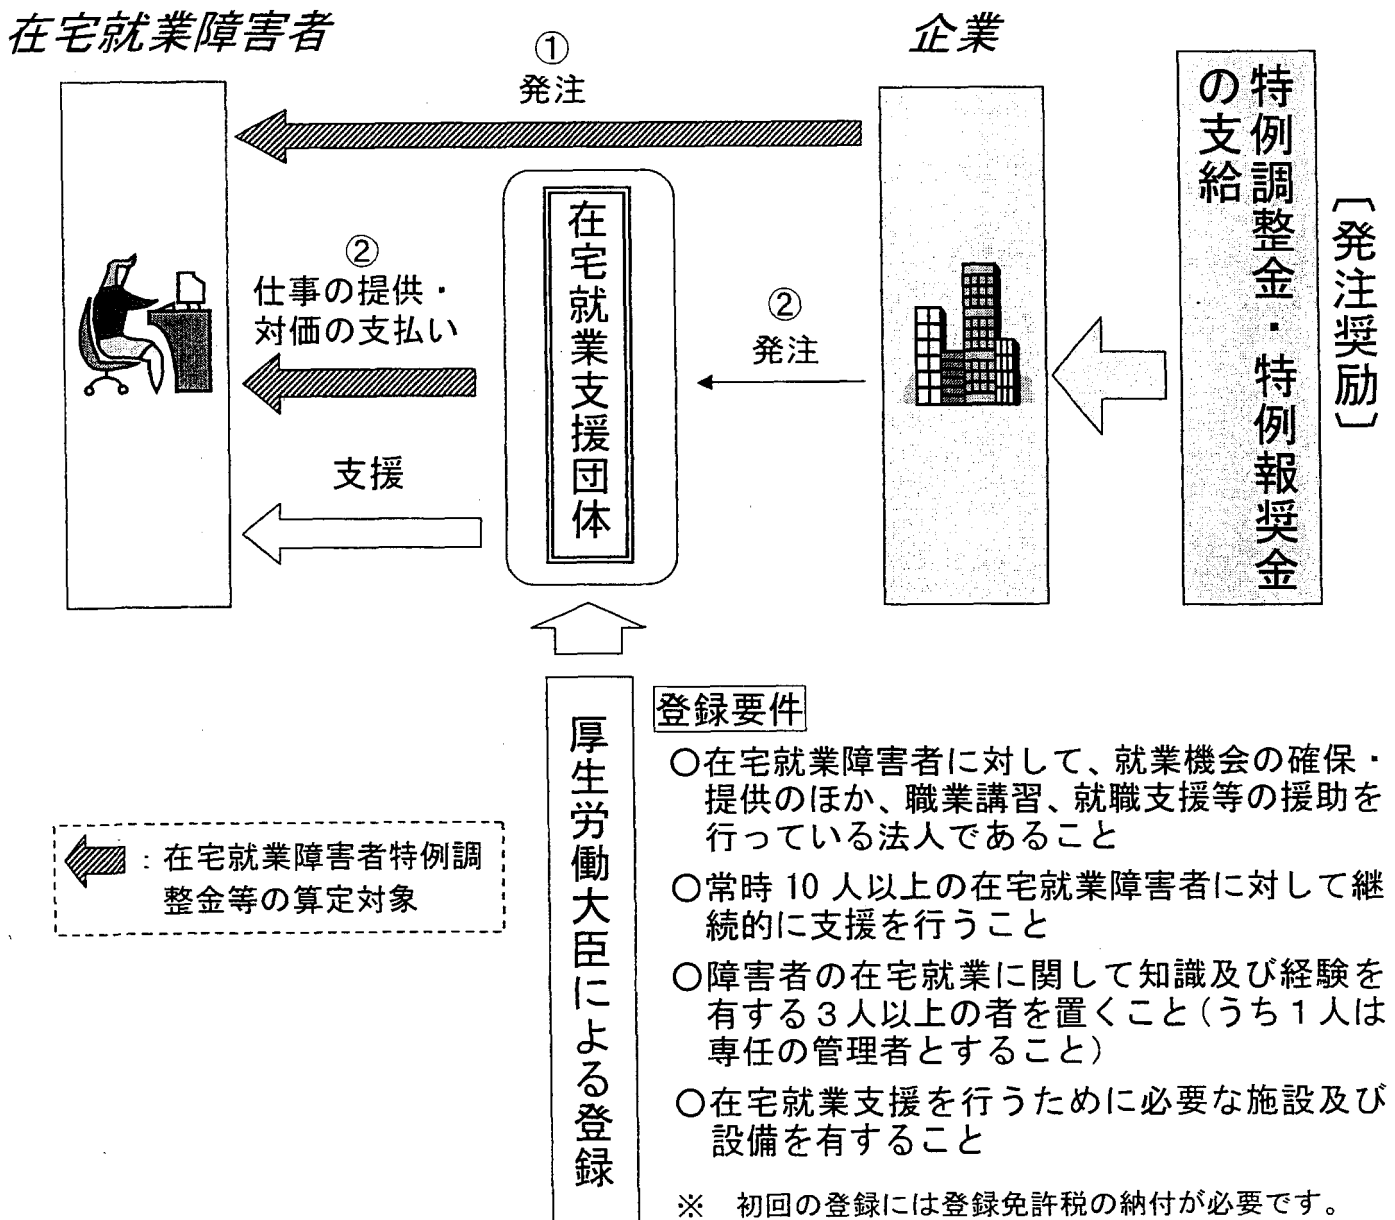 在宅就業障害者
企業
①
発注
特例調整金・特例報奨金
の支給
〔発注奨励〕
在宅就業支援団体
②
仕事の提供・
対価の支払い
②
発注
支援
厚生労働大臣による登録
登録要件
○在宅就業障害者に対して、就業機会の確保・
提供のほか、職業講習、就職支援等の援助を
行っている法人であること
○常時 10 人以上の在宅就業障害者に対して継
続的に支援を行うこと
○障害者の在宅就業に関して知識及び経験を
有する３人以上の者を置くこと（うち１人は
専任の管理者とすること）
○在宅就業支援を行うために必要な施設及び
設備を有すること
※　初回の登録には登録免許税の納付が必要です。
：在宅就業障害者特例調
整金等の算定対象